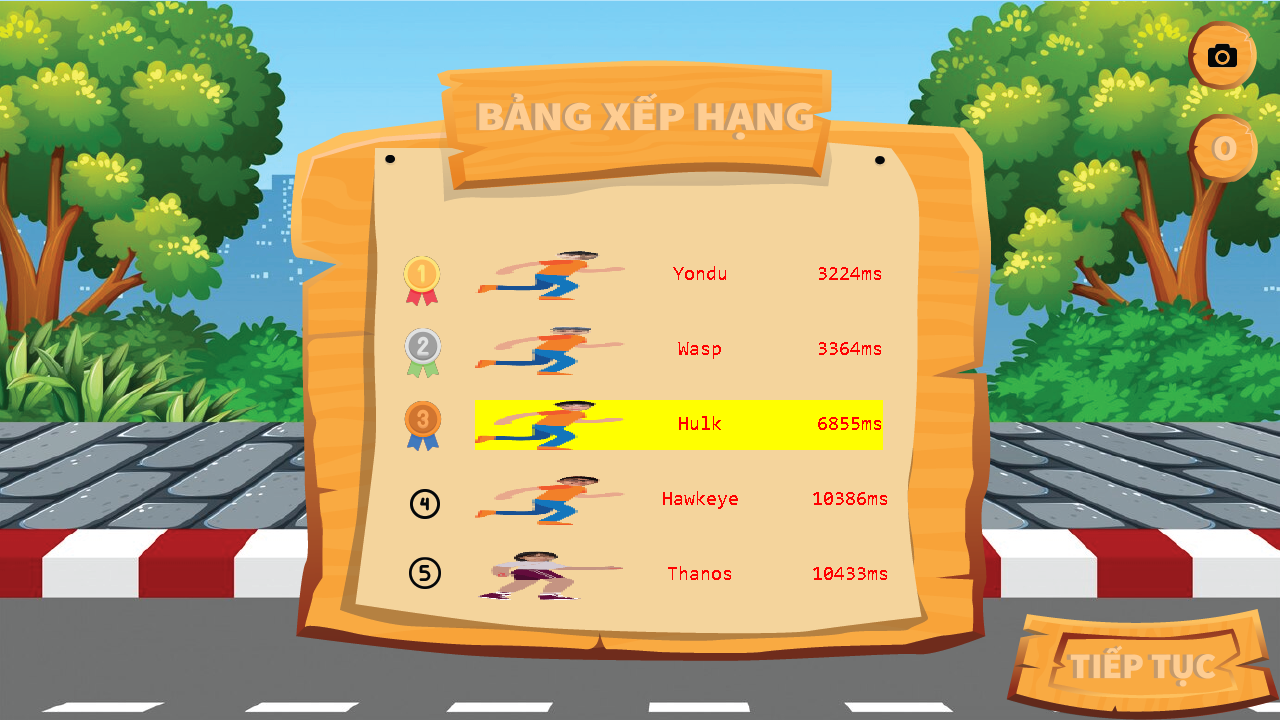 BẢNG XẾP HẠNG
0
1 Yondu 3224ms
2 Wasp 3364ms
3 Hulk 6855ms
4 Hawkeye 10386ms
5 Thanos 10433ms
TIẾP TỤC